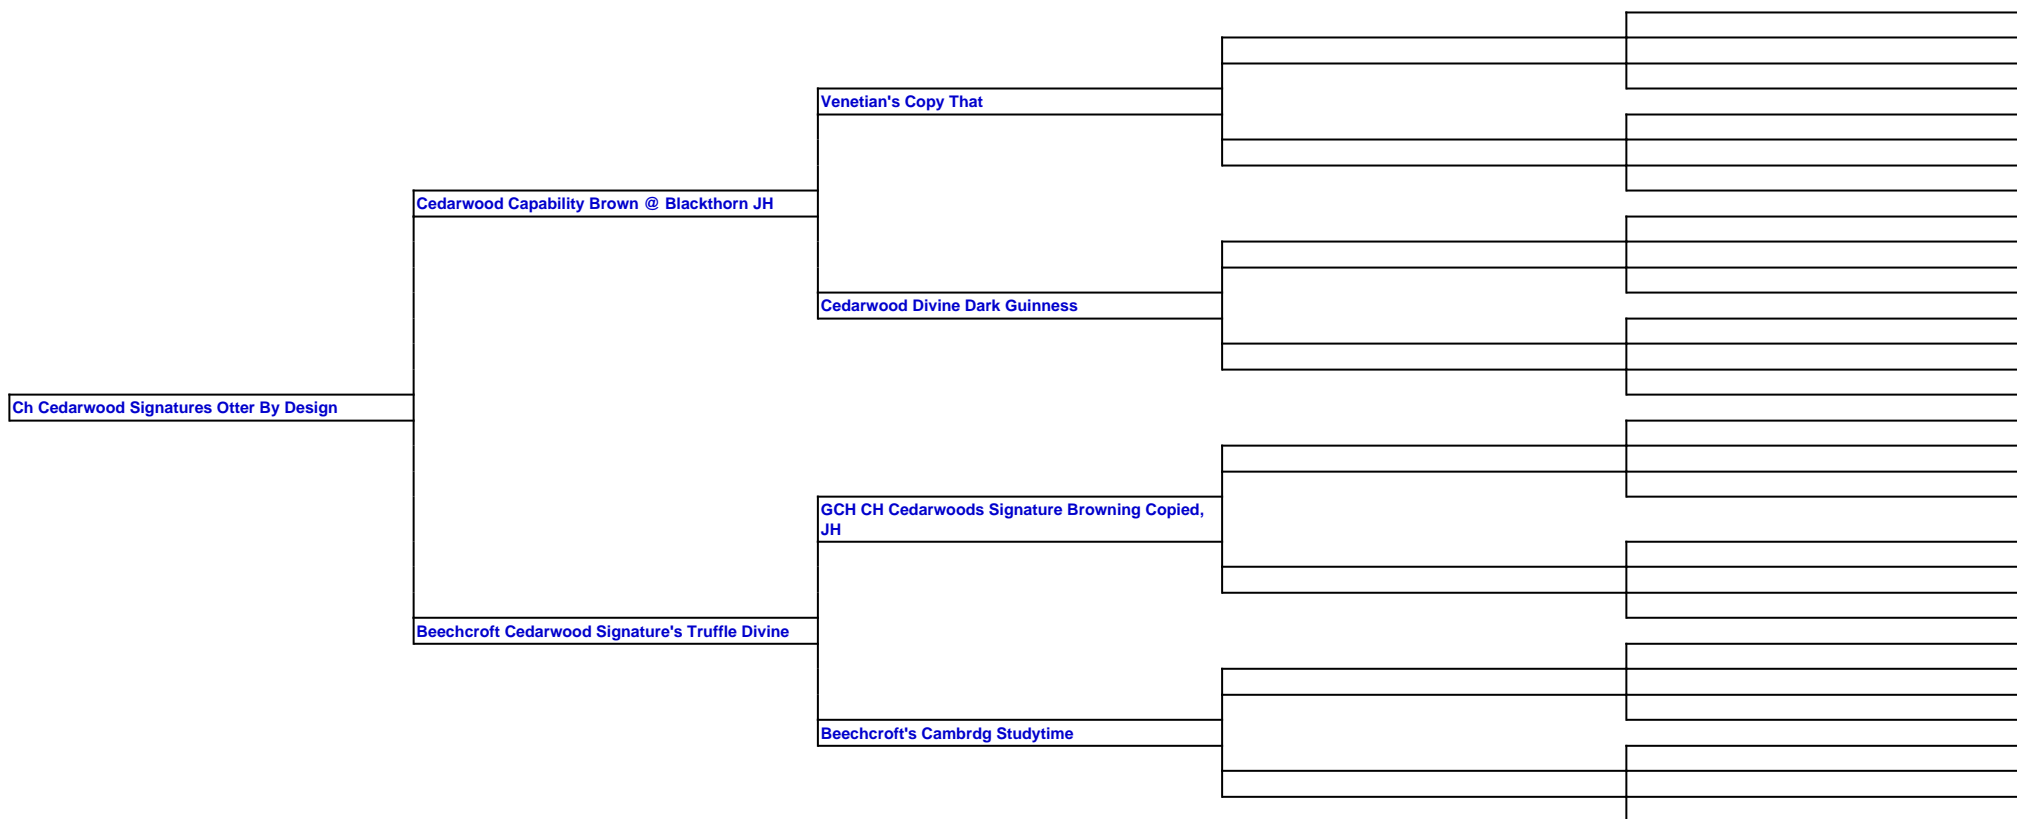 Venetian's Copy That
Cedarwood Capability Brown @ Blackthorn JH
Cedarwood Divine Dark Guinness
Ch Cedarwood Signatures Otter By Design
GCH CH Cedarwoods Signature Browning Copied,
JH
Beechcroft Cedarwood Signature's Truffle Divine
Beechcroft's Cambrdg Studytime